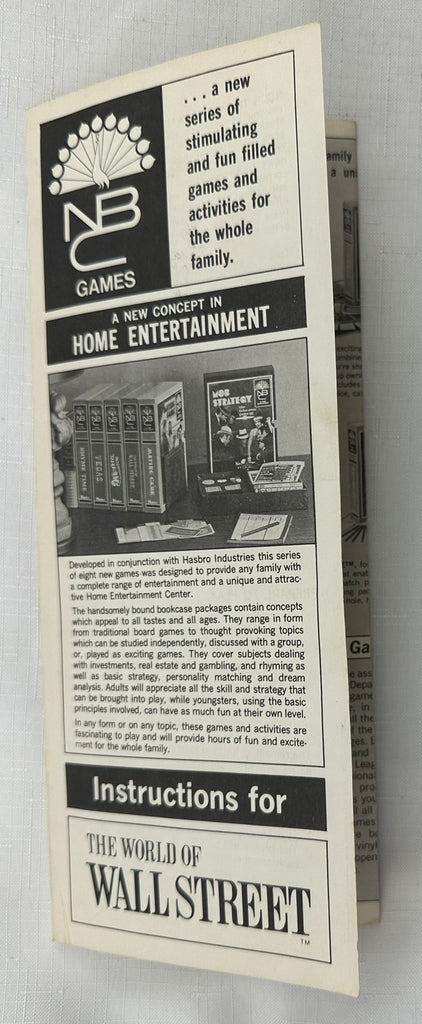 NBC
GAMES
... a new
series of
stimulating
and fun filled
games and
activities for
the whole
family.
A NEW CONCEPT IN
HOME ENTERTAINMENT
MOB
STRATEGY
VEGAS
Developed in conjunction with Hasbro Industries this series
of eight new games was designed to provide any family with
a complete range of entertainment and a unique and attrac-
tive Home Entertainment Center.
The handsomely bound bookcase packages contain concepts
which appeal to all tastes and all ages. They range in form
from traditional board games to thought provoking topics
which can be studied independently, discussed with a group,
or, played as exciting games. They cover subjects dealing
with investments, real estate and gambling, and rhyming as
well as basic strategy, personality matching and dream
analysis. Adults will appreciate all the skill and strategy that
can be brought into play, while youngsters, using the basic
principles involved, can have as much fun at their own level.
In any form or on any topic, these games and activities are
fascinating to play and will provide hours of fun and excite-
ment for the whole family.
Instructions for
THE WORLD OF
WALL STREET
TM